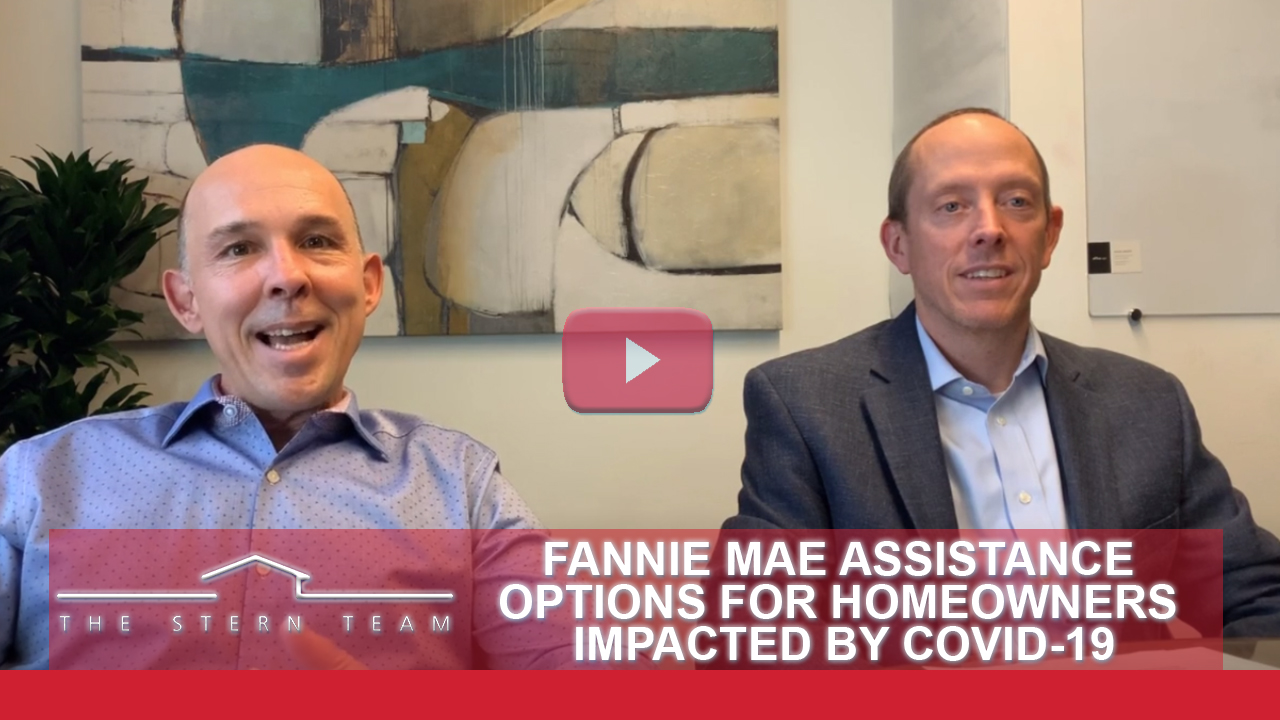 THE STERN TEAM
FANNIE MAE ASSISTANCE
OPTIONS FOR HOMEOWNERS
IMPACTED BY COVID-19